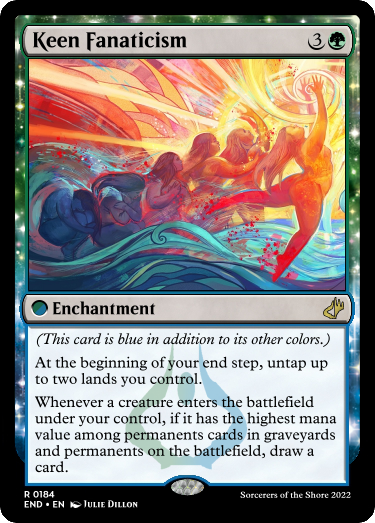 Keen Fanaticism 3
Enchantment
(This card is blue in addition to its other colors.)
At the beginning of your end step, untap up
to two lands you control.
Whenever a creature enters the battlefield
under your control, if it has the highest mana
value among permanents cards in graveyards
and permanents on the battlefield, draw a
card.
R 0184
END • EN Julie Dillon
Sorcerers of the Shore 2022